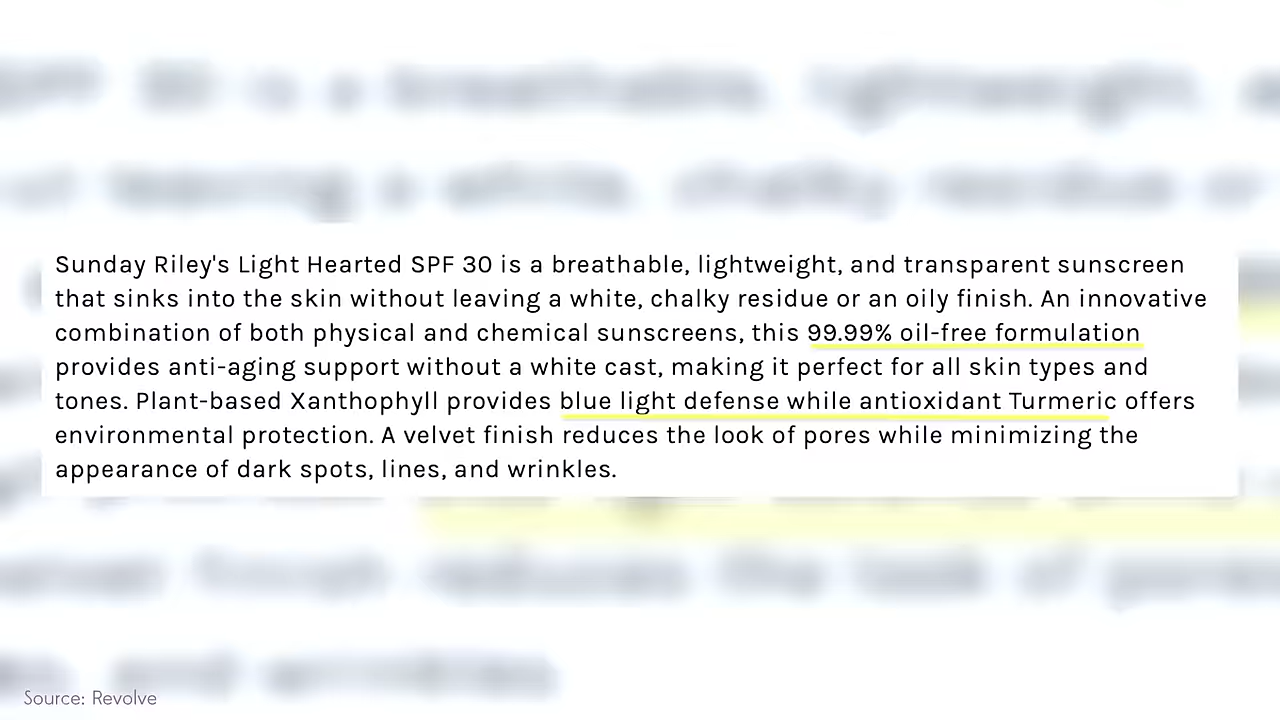 Sunday Riley's Light Hearted SPF 30 is a breathable, lightweight, and transparent sunscreen
that sinks into the skin without leaving a white, chalky residue or an oily finish. An innovative
combination of both physical and chemical sunscreens, this 99.99% oil-free formulation
provides anti-aging support without a white cast, making it perfect for all skin types and
tones. Plant-based Xanthophyll provides blue light defense while antioxidant Turmeric offers
environmental protection. A velvet finish reduces the look of pores while minimizing the
appearance of dark spots, lines, and wrinkles.
Source: Revolve